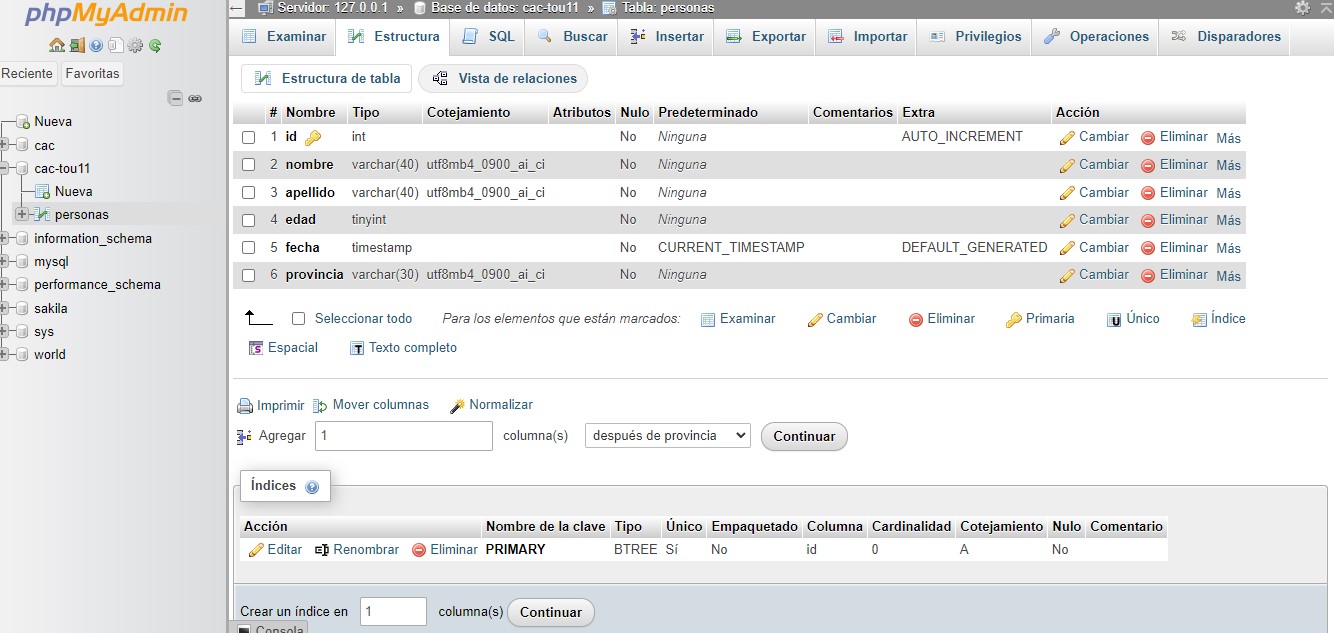 phpMyAdmin
Reciente Favoritas
Nueva
cac
cac-tou11
Nueva
personas
information_schema
mysql
performance_schema
sakila
sys
world
Servidor: 127.0.0.1 » Base de datos: cac-tou11 » Tabla: personas
Examinar Estructura SQL Buscar Insertar Exportar Importar Privilegios Operaciones Disparadores
Estructura de tabla Vista de relaciones
# Nombre Tipo Cotejamiento Atributos Nulo Predeterminado Comentarios Extra Acción
1 id int No Ninguna AUTO_INCREMENT Cambiar Eliminar Más
2 nombre varchar(40) utf8mb4_0900_ai_ci No Ninguna Cambiar Eliminar Más
3 apellido varchar(40) utf8mb4_0900_ai_ci No Ninguna Cambiar Eliminar Más
4 edad tinyint No Ninguna Cambiar Eliminar Más
5 fecha timestamp No CURRENT_TIMESTAMP DEFAULT_GENERATED Cambiar Eliminar Más
6 provincia varchar(30) utf8mb4_0900_ai_ci No Ninguna Cambiar Eliminar Más
Seleccionar todo Para los elementos que están marcados: Examinar Cambiar Eliminar Primaria Único Índice
Espacial Texto completo
Imprimir Mover columnas Normalizar
Agregar 1 columna(s) después de provincia Continuar
Índices
Acción Nombre de la clave Tipo Único Empaquetado Columna Cardinalidad Cotejamiento Nulo Comentario
Editar Renombrar Eliminar PRIMARY BTREE Sí No id 0 A No
Crear un índice en 1 columna(s) Continuar
Consola